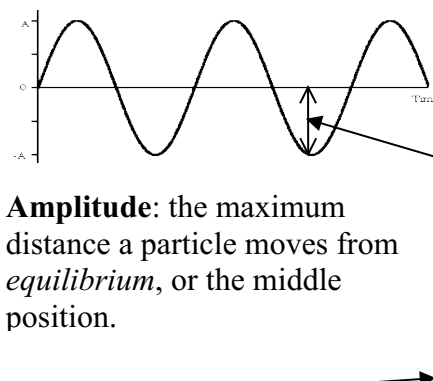 A
0
Tim
-A
Amplitude: the maximum
distance a particle moves from
equilibrium, or the middle
position.